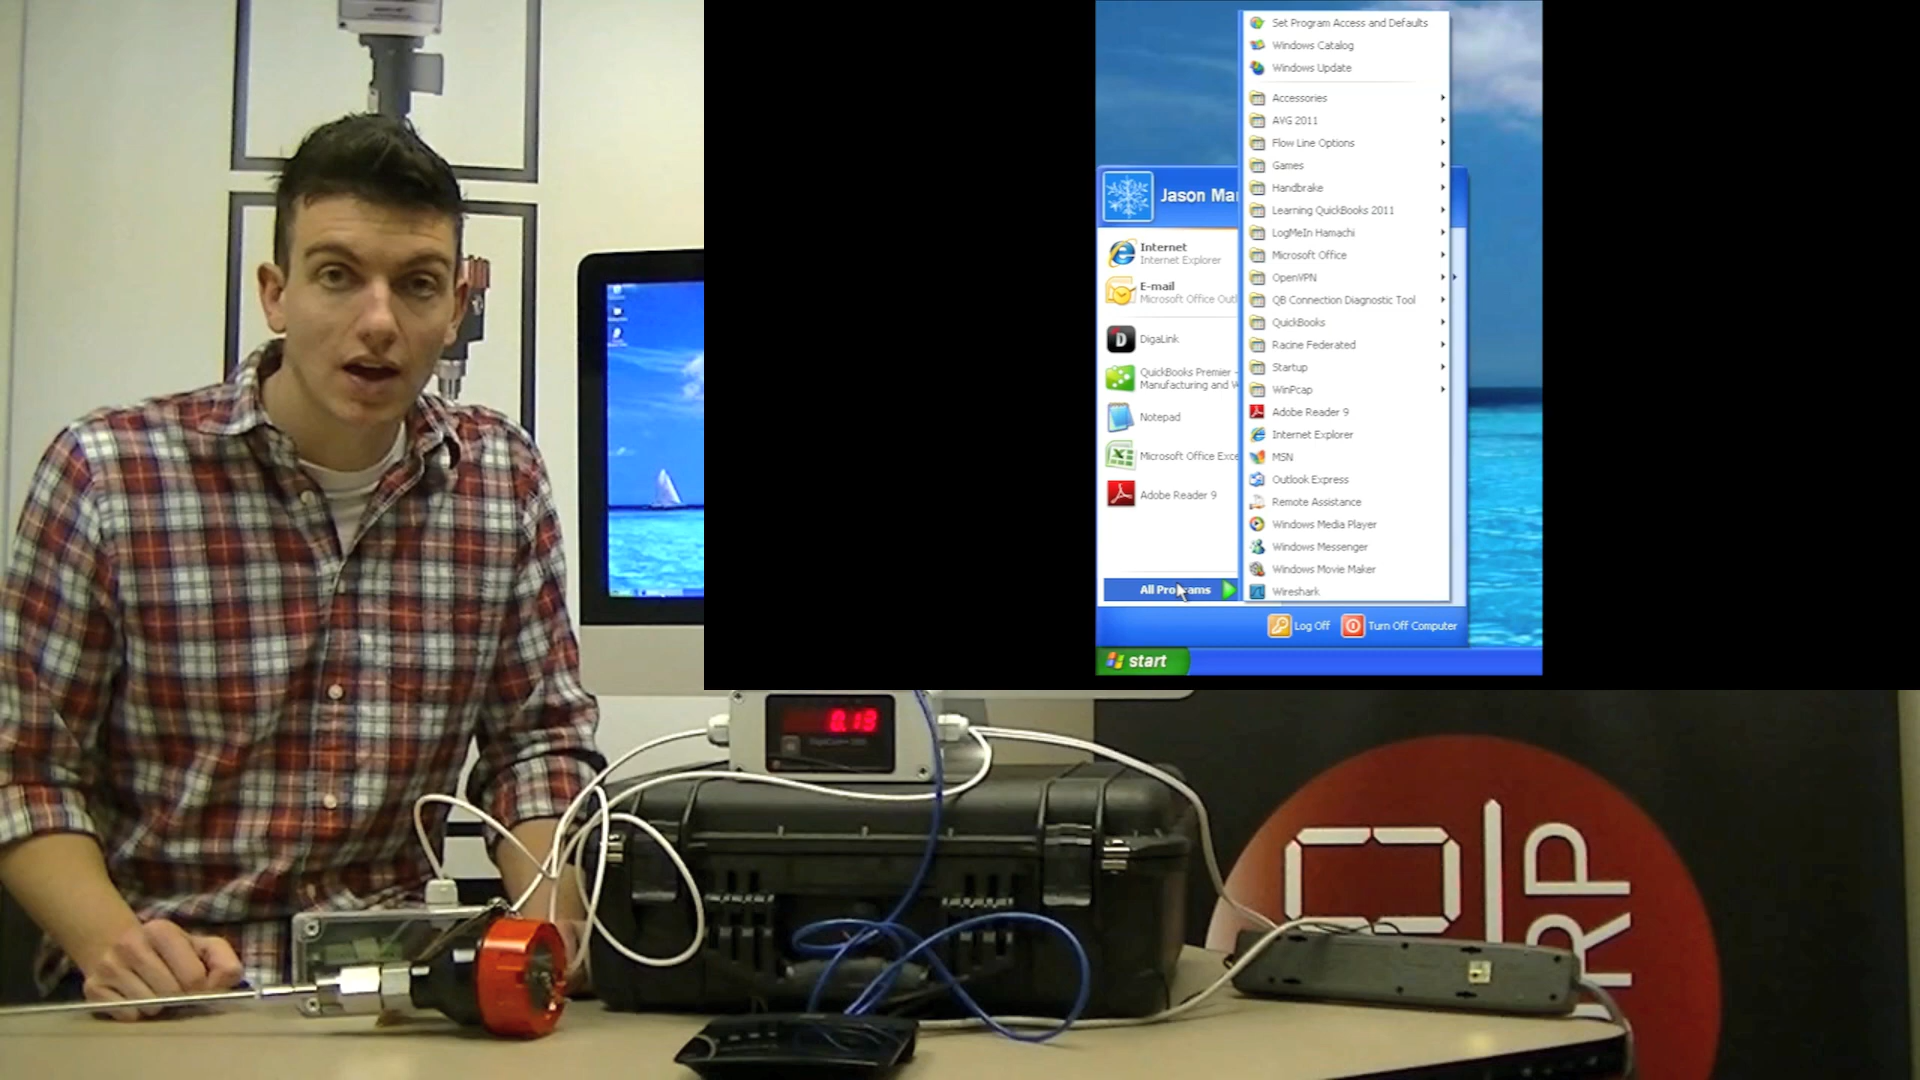 Set Program Access and Defaults
Windows Catalog
Windows Update
Accessories
AVG 2011
Flow Line Options
Games
Handbrake
Learning QuickBooks 2011
LogMeIn Hamachi
Microsoft Office
OpenVPN
QB Connection Diagnostic Tool
QuickBooks
Racine Federated
Startup
WinPcap
Adobe Reader 9
Internet Explorer
MSN
Outlook Express
Remote Assistance
Windows Media Player
Windows Messenger
Windows Movie Maker
Wireshark
Jason Mar
Internet
Internet Explorer
E-mail
Microsoft Office Outl
DigaLink
QuickBooks Premier -
Manufacturing and W
Notepad
Microsoft Office Exce
Adobe Reader 9
All Programs
Log Off
Turn Off Computer
start
0.13